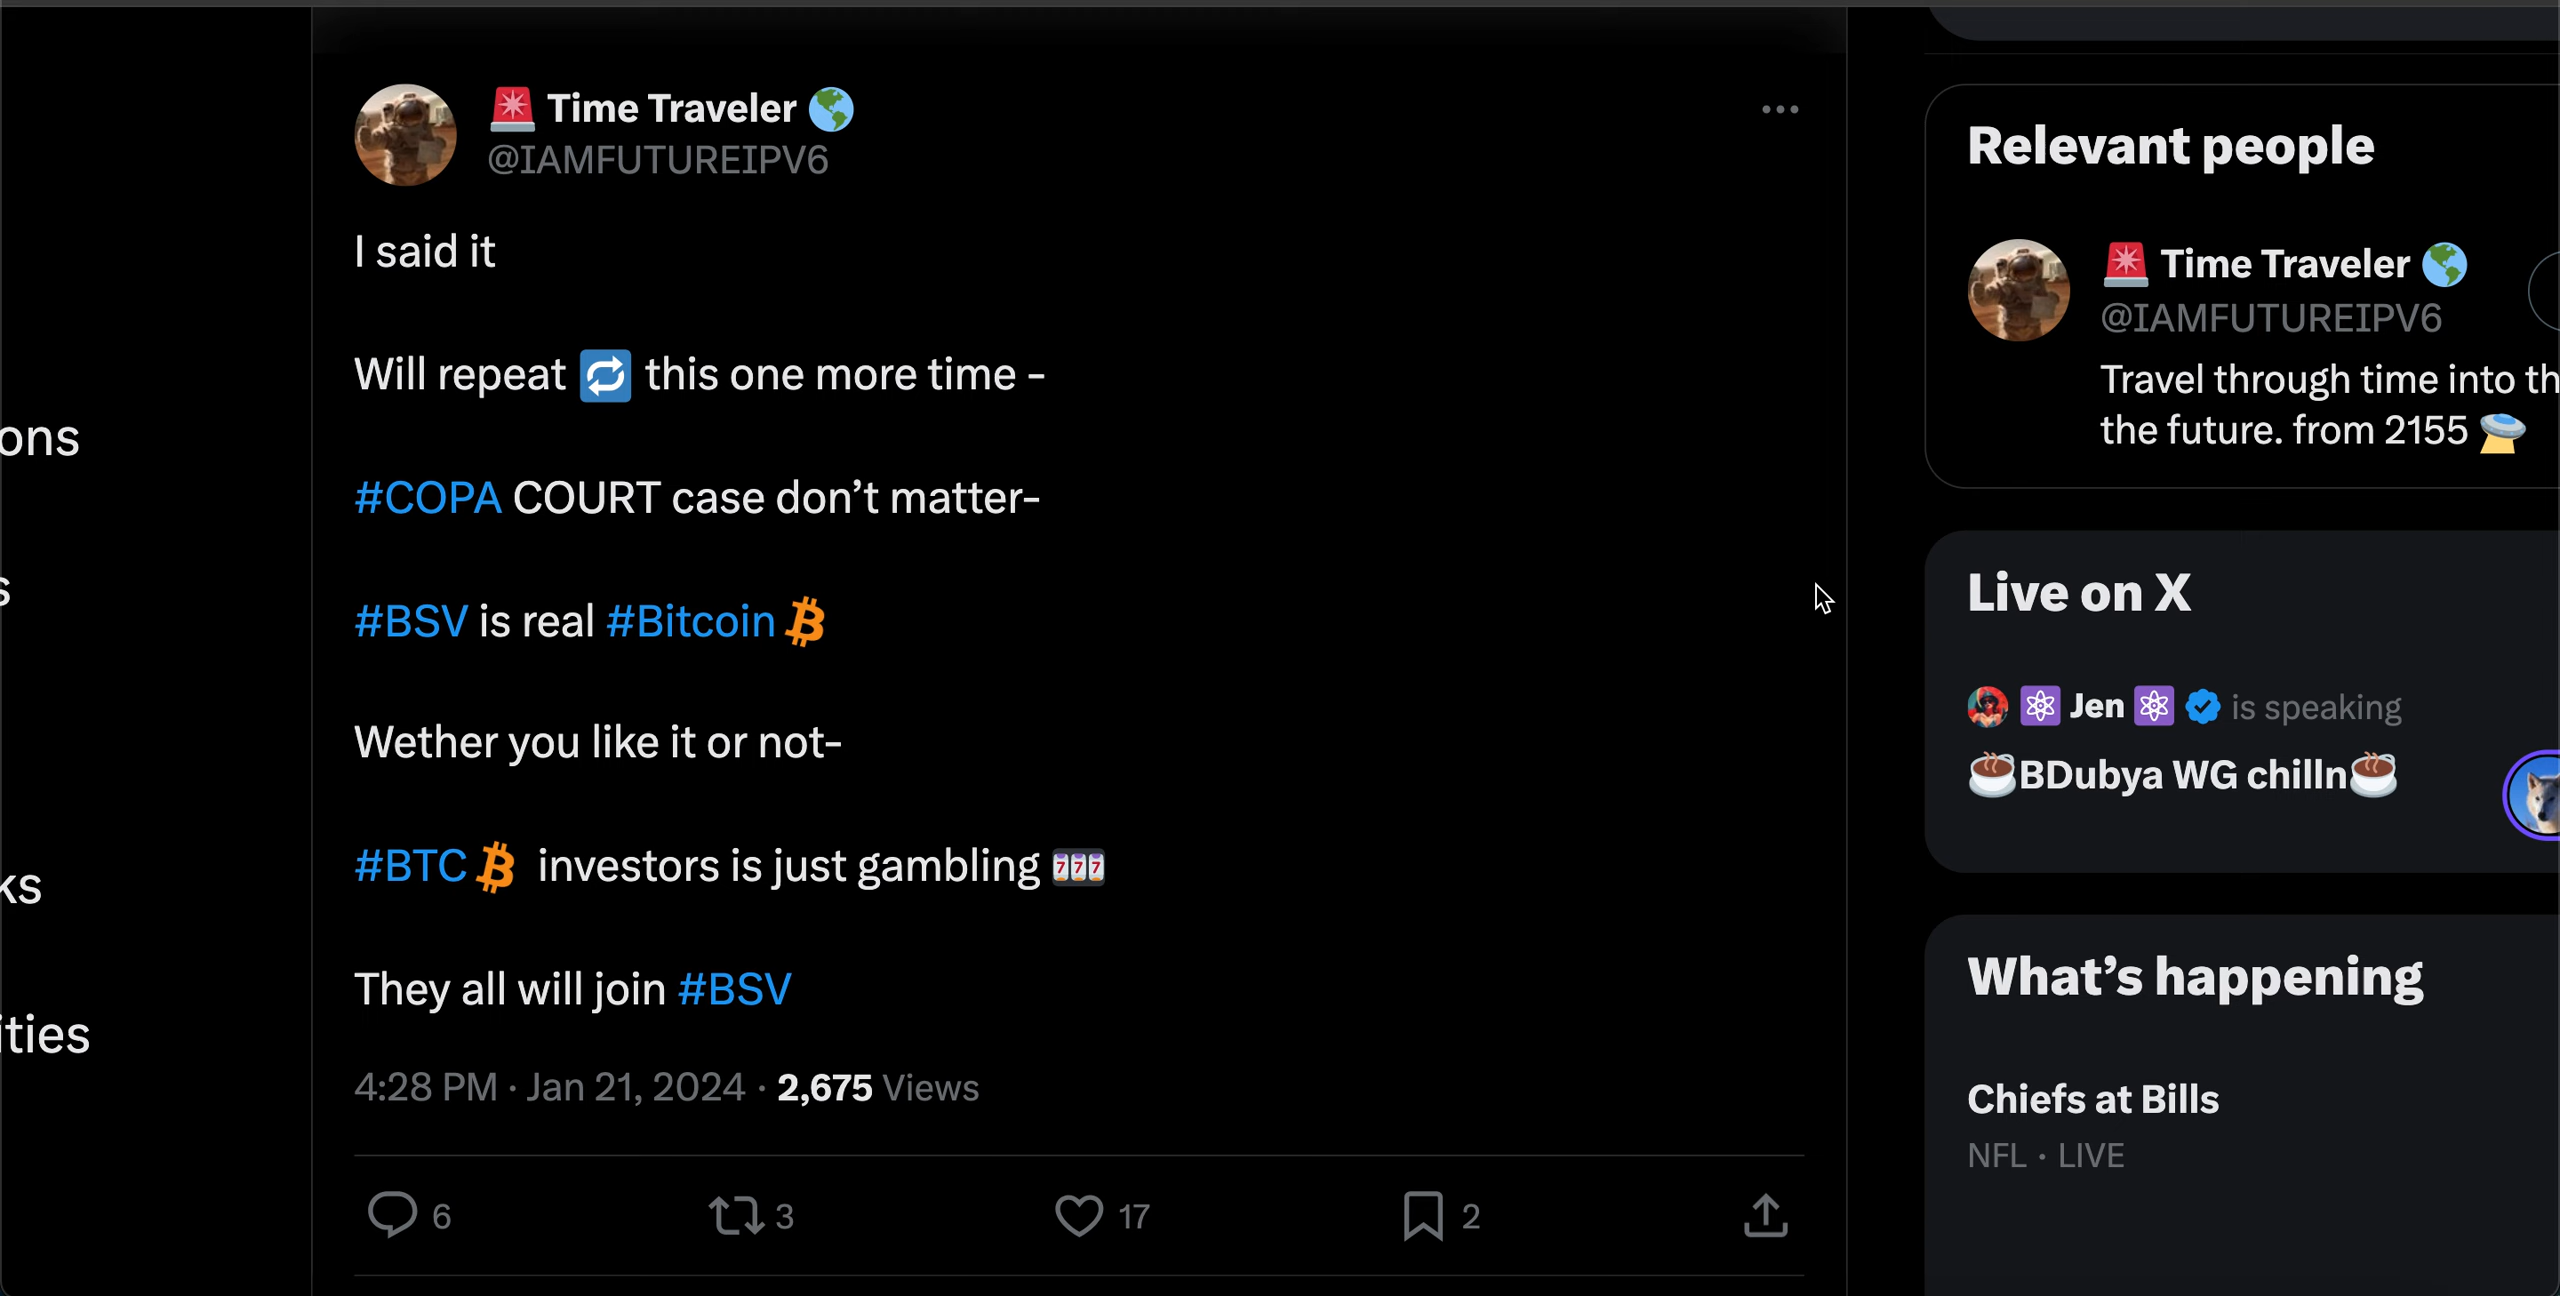 🚨 Time Traveler 🌎
@IAMFUTUREIPV6
I said it
Will repeat 🔁 this one more time -
#COPA COURT case don’t matter-
#BSV is real #Bitcoin
Wether you like it or not-
#BTC investors is just gambling 🎰
They all will join #BSV
4:28 PM · Jan 21, 2024 · 2,675 Views
6 3 17 2
ons
s
ks
ities
Relevant people
🚨 Time Traveler 🌎
@IAMFUTUREIPV6
Travel through time into th
the future. from 2155 🛸
Live on X
⚛️ Jen ⚛️ is speaking
☕BDubya WG chilln☕
What’s happening
Chiefs at Bills
NFL · LIVE